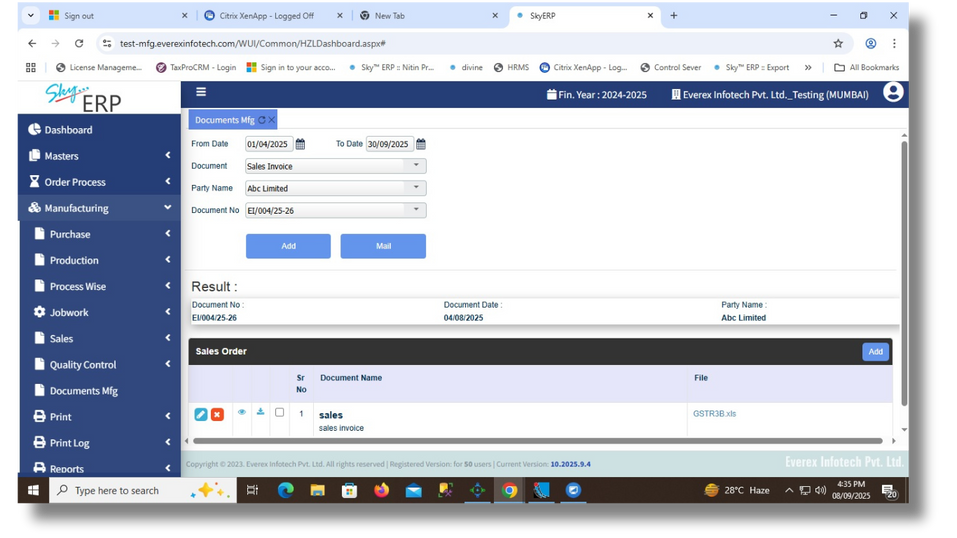 Sign out
Citrix XenApp - Logged Off
New Tab
SkyERP
test-mfg.everexinfotech.com/WUI/Common/HZLDashboard.aspx#
License Manageme...
TaxProCRM - Login
Sign in to your acco...
Sky™ ERP :: Nitin Pr...
divine
HRMS
Citrix XenApp - Log...
Control Sever
Sky™ ERP :: Export
All Bookmarks
Sky...
ERP
Fin. Year : 2024-2025
Everex Infotech Pvt. Ltd._Testing (MUMBAI)
Dashboard
Masters
Order Process
Manufacturing
Purchase
Production
Process Wise
Jobwork
Sales
Quality Control
Documents Mfg
Print
Print Log
Reports
Documents Mfg
From Date 01/04/2025 To Date 30/09/2025
Document Sales Invoice
Party Name Abc Limited
Document No EI/004/25-26
Add Mail
Result :
Document No : Document Date : Party Name :
EI/004/25-26 04/08/2025 Abc Limited
Sales Order Add
Sr No Document Name File
1 sales GSTR3B.xls
sales invoice
Copyright © 2023. Everex Infotech Pvt. Ltd. All rights reserved | Registered Version: for 50 users | Current Version: 10.2025.9.4
Everex Infotech Pvt. Ltd.
Type here to search
28°C Haze
4:35 PM
08/09/2025
20